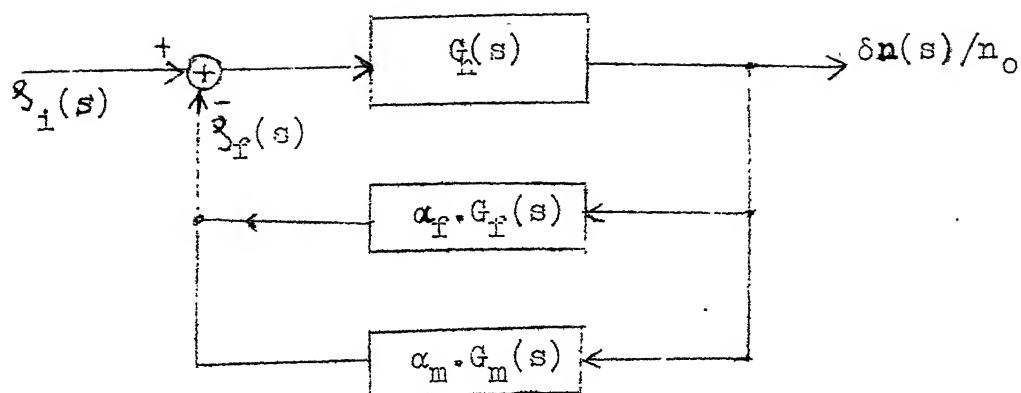 G_n(s)
δn(s)/n_o
+
+
-
ρ_i(s)
ρ_f(s)
α_f.G_f(s)
α_m.G_m(s)